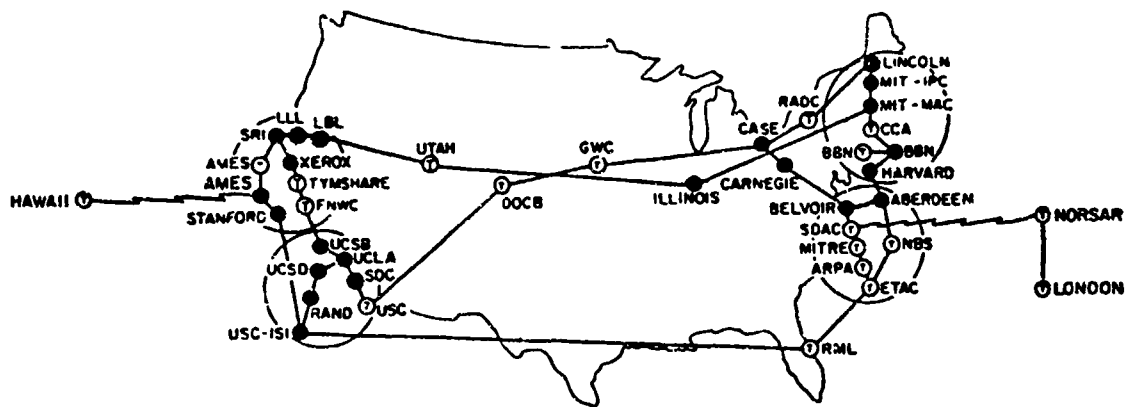 LINCOLN
MIT-IPC
RADC
MIT-MAC
LLL
LBL
CCA
SRI
CASE
UTAH
GWC
BBN
BBN
AMES
XEROX
HARVARD
AMES
TYMSHARE
CARNEGIE
HAWAII
DOCB
ILLINOIS
ABERDEEN
STANFORD
FNWC
BELVOIR
NORSAR
SDAC
UCSB
MITRE
NBS
UCLA
UCSD
ARPA
SDC
ETAC
LONDON
RAND
USC
USC-ISI
RML